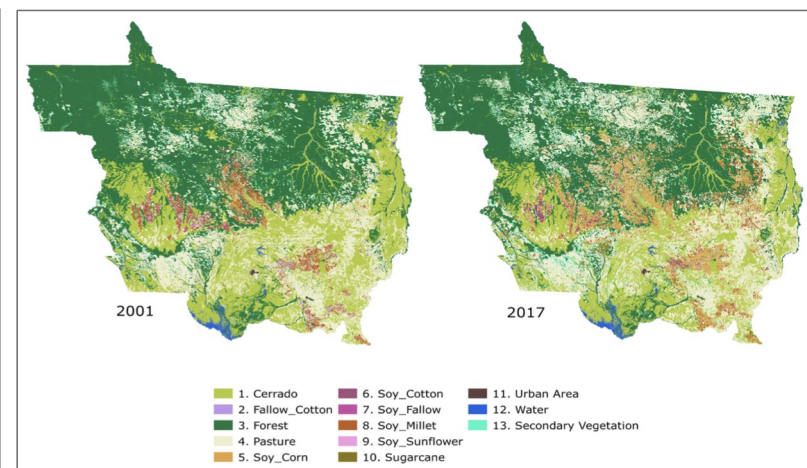 2001
2017
1. Cerrado
2. Fallow_Cotton
3. Forest
4. Pasture
5. Soy_Corn
6. Soy_Cotton
7. Soy_Fallow
8. Soy_Millet
9. Soy_Sunflower
10. Sugarcane
11. Urban Area
12. Water
13. Secondary Vegetation